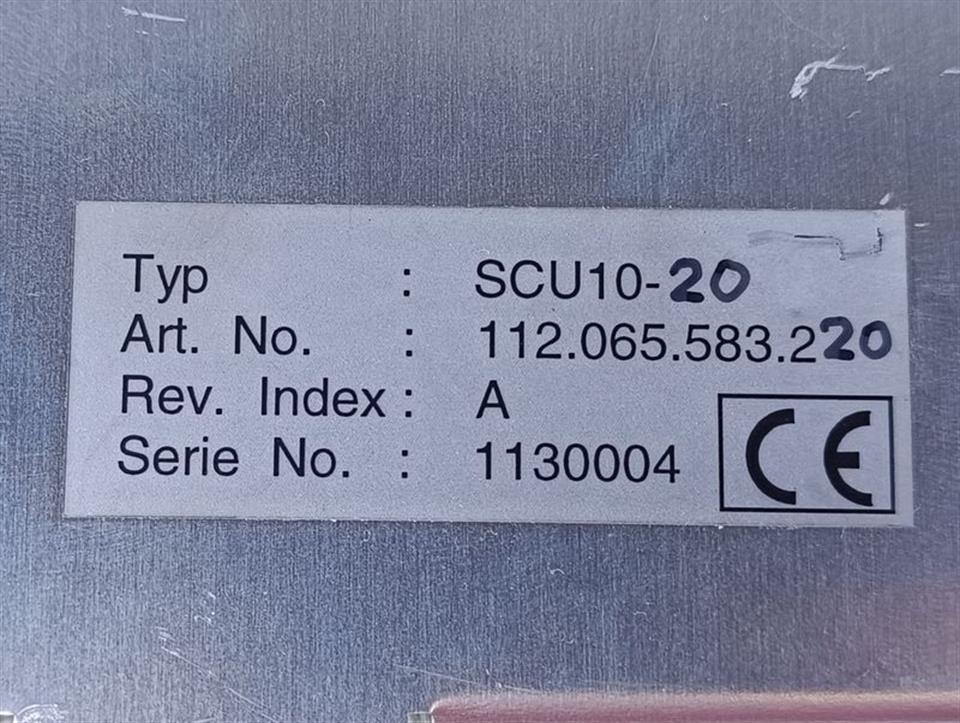 Typ : SCU10-20
Art. No. : 112.065.583.220
Rev. Index : A
Serie No. : 1130004
CE